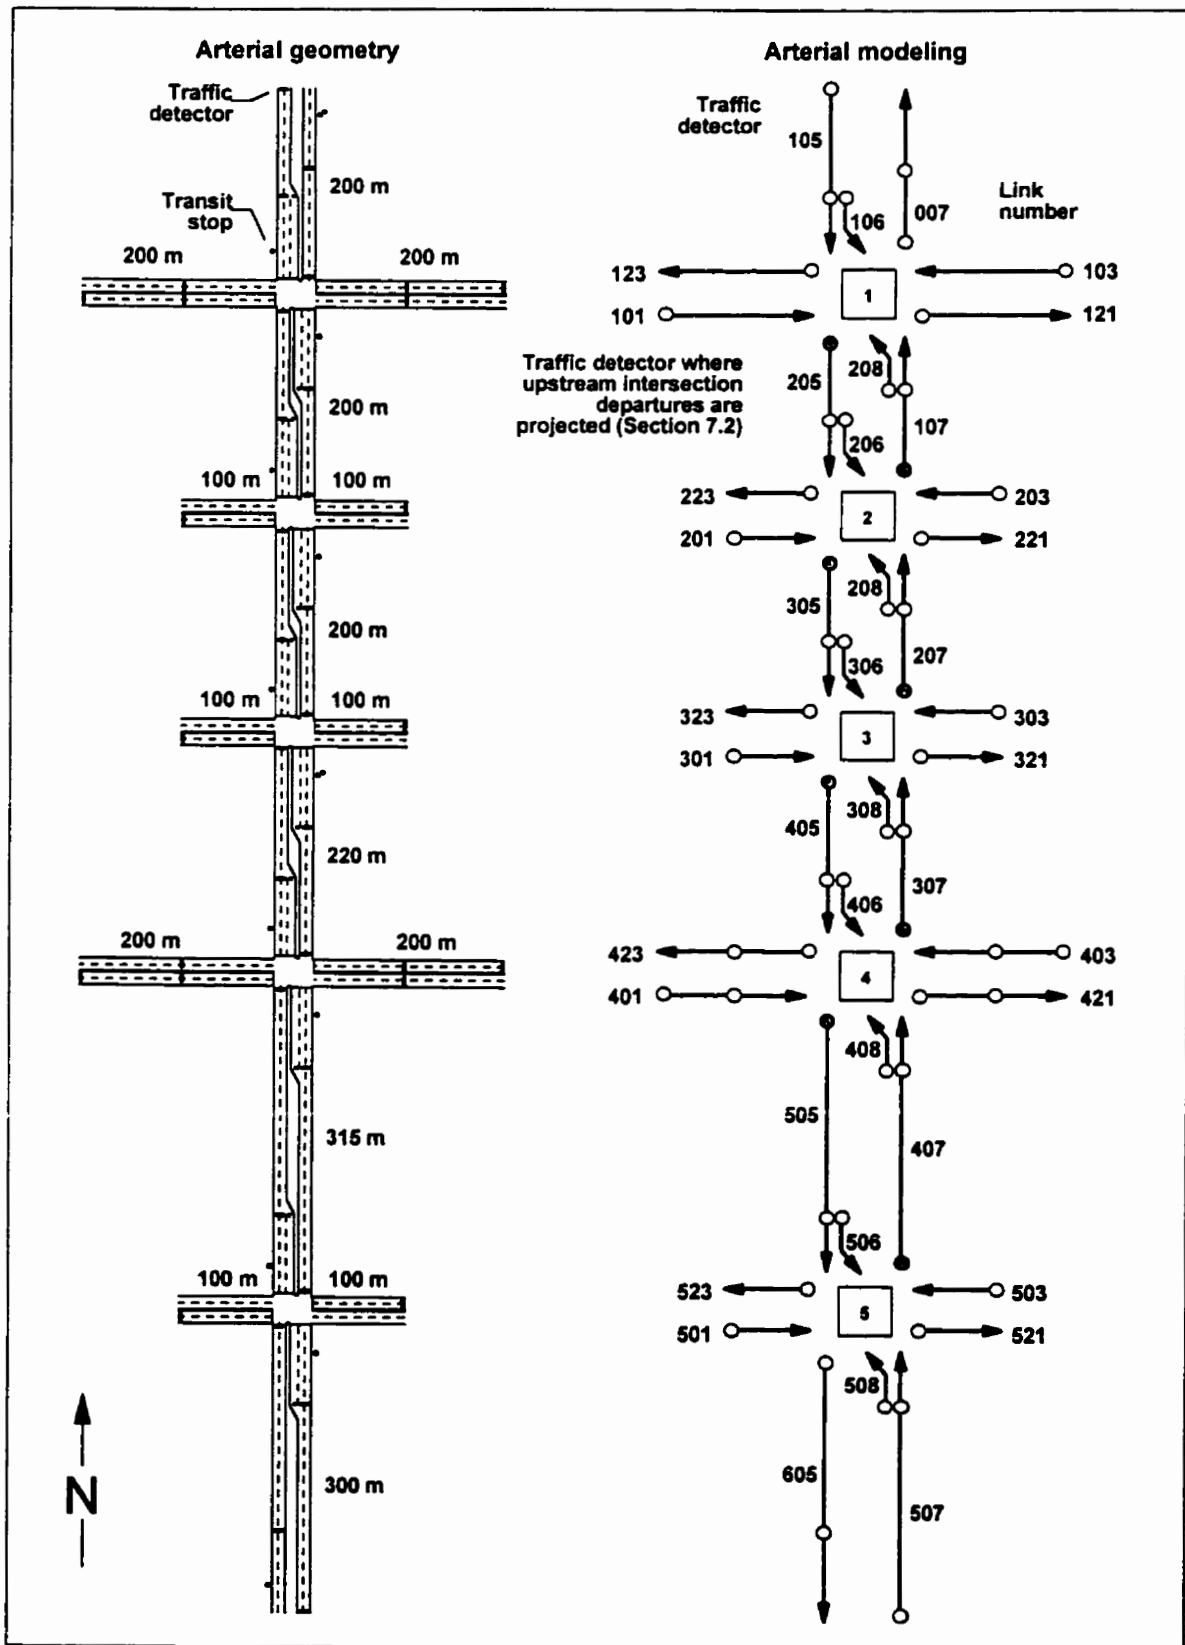 Arterial geometry
Traffic
detector
200 m
Transit
stop
200 m
200 m
200 m
100 m
100 m
200 m
100 m
100 m
220 m
200 m
200 m
315 m
100 m
100 m
300 m
N
Arterial modeling
Traffic
detector
105
Link
number
106
007
123
103
1
101
121
Traffic detector where
upstream intersection
departures are
projected (Section 7.2)
205
208
206
107
223
203
2
201
221
305
208
306
207
323
303
3
301
321
405
308
406
307
423
403
4
401
421
408
505
407
506
523
503
5
501
521
508
605
507